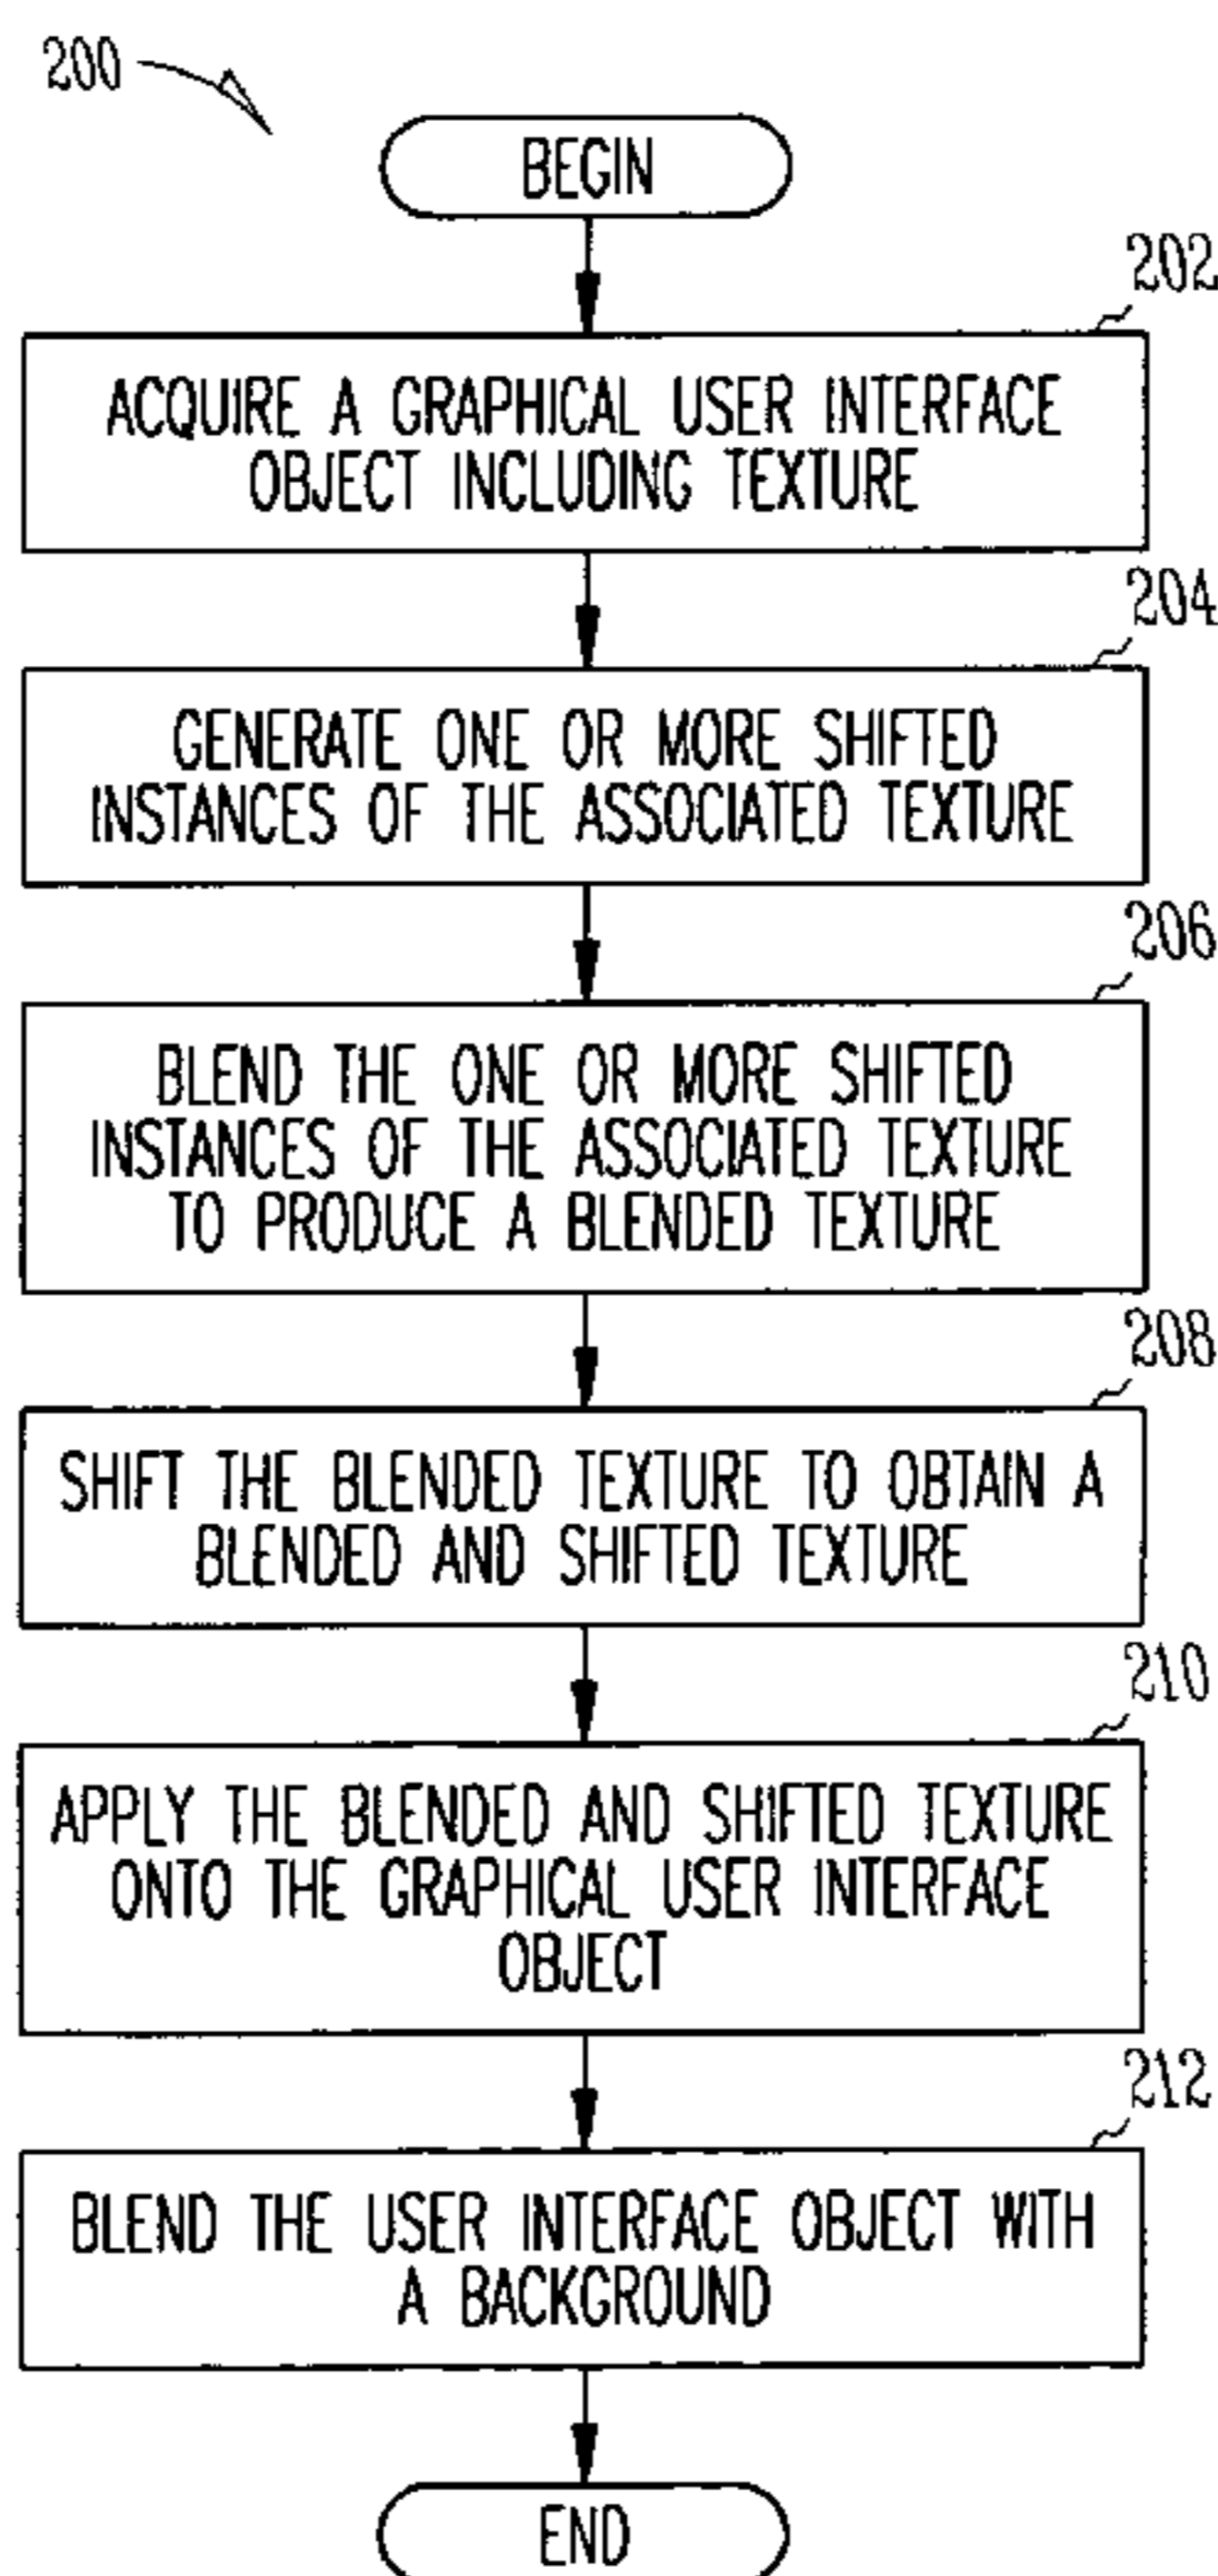 200
BEGIN
202
ACQUIRE A GRAPHICAL USER INTERFACE
OBJECT INCLUDING TEXTURE
204
GENERATE ONE OR MORE SHIFTED
INSTANCES OF THE ASSOCIATED TEXTURE
206
BLEND THE ONE OR MORE SHIFTED
INSTANCES OF THE ASSOCIATED TEXTURE
TO PRODUCE A BLENDED TEXTURE
208
SHIFT THE BLENDED TEXTURE TO OBTAIN A
BLENDED AND SHIFTED TEXTURE
210
APPLY THE BLENDED AND SHIFTED TEXTURE
ONTO THE GRAPHICAL USER INTERFACE
OBJECT
212
BLEND THE USER INTERFACE OBJECT WITH
A BACKGROUND
END